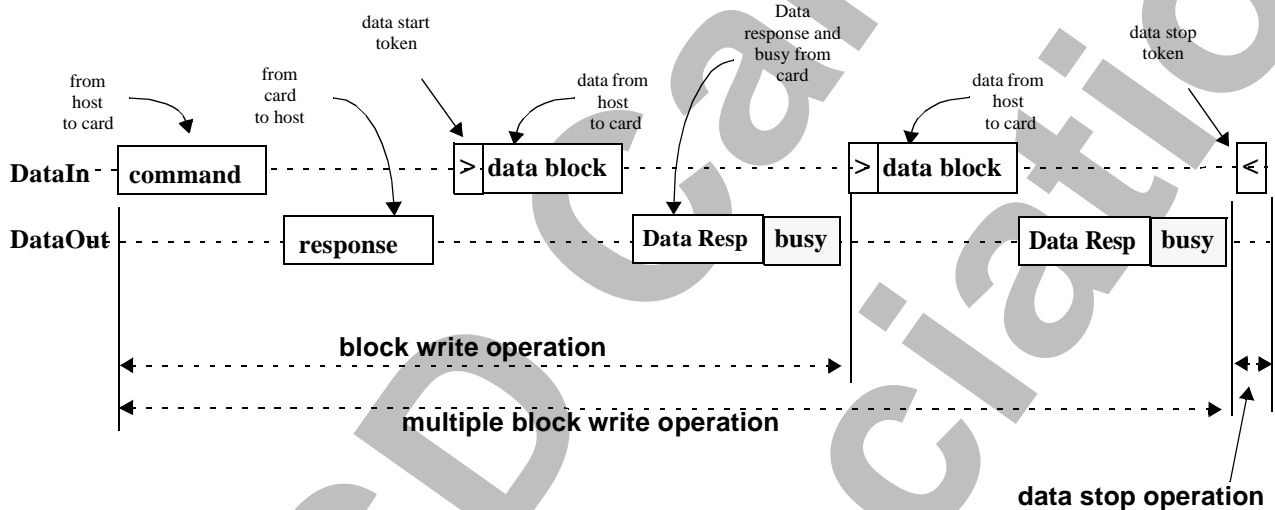 from
host
to card
from
card
to host
data start
token
data from
host
to card
Data
response and
busy from
card
data from
host
to card
data stop
token
DataIn command > data block > data block <
DataOut response Data Resp busy Data Resp busy
block write operation
multiple block write operation
data stop operation